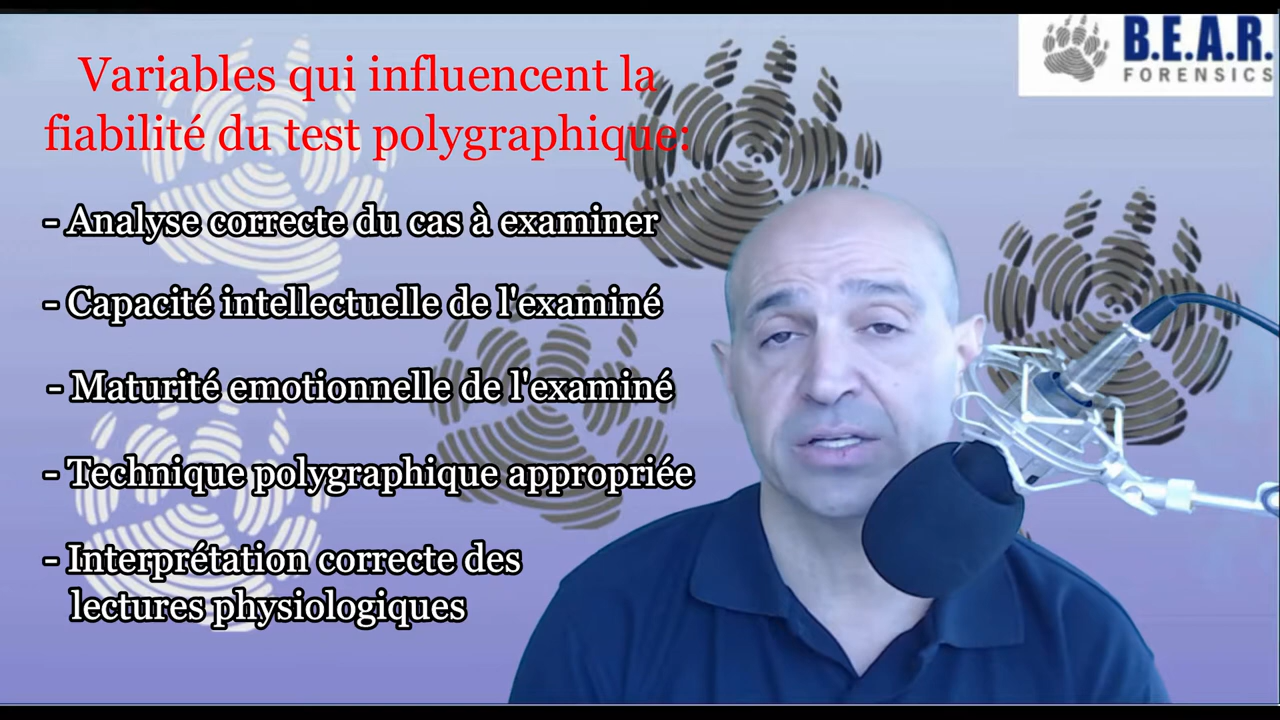 Variables qui influencent la
fiabilité du test polygraphique:
- Analyse correcte du cas à examiner
- Capacité intellectuelle de l'examiné
- Maturité emotionnelle de l'examiné
- Technique polygraphique appropriée
- Interprétation correcte des
lectures physiologiques
B.E.A.R.
FORENSICS